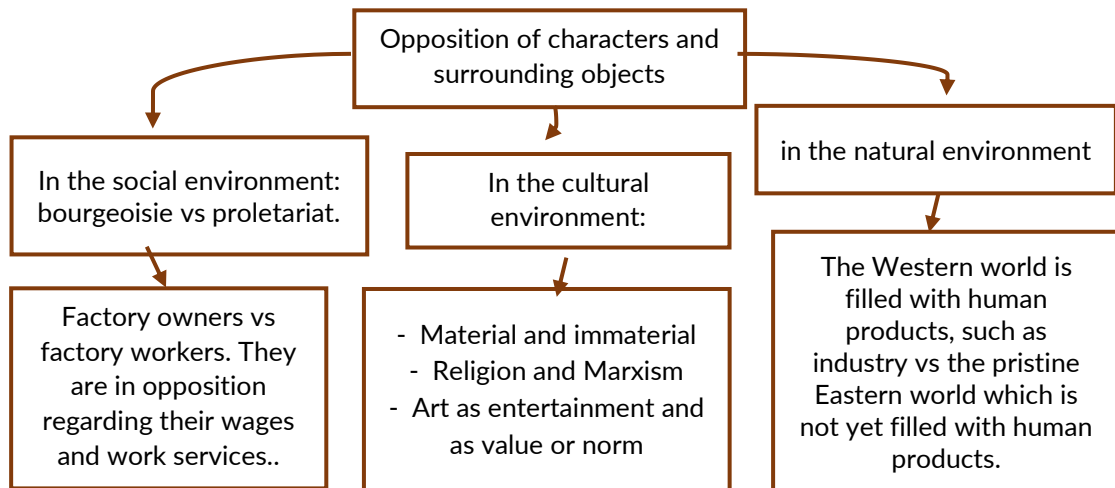 Opposition of characters and
surrounding objects
In the social environment:
bourgeoisie vs proletariat.
In the cultural
environment:
in the natural environment
Factory owners vs
factory workers. They
are in opposition
regarding their wages
and work services..
- Material and immaterial
- Religion and Marxism
- Art as entertainment and
as value or norm
The Western world is
filled with human
products, such as
industry vs the pristine
Eastern world which is
not yet filled with human
products.